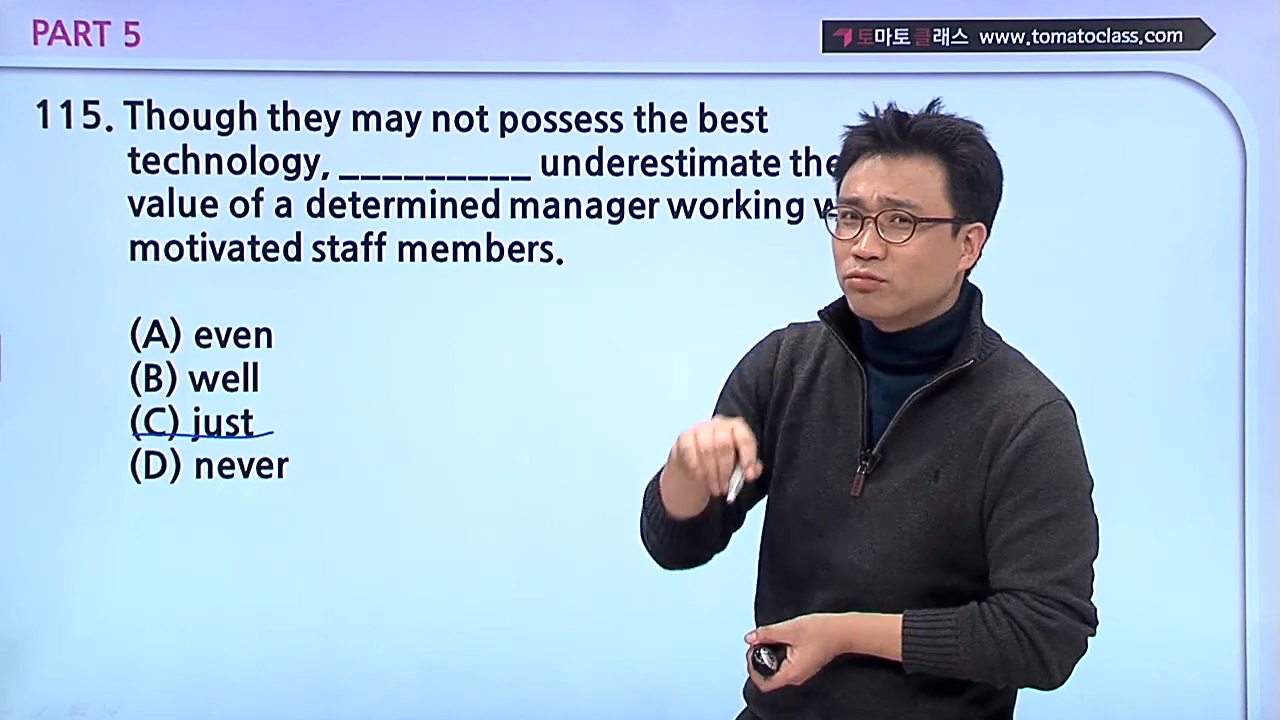 PART 5
토마토클래스 www.tomatoclass.com
115. Though they may not possess the best
technology, _________ underestimate the
value of a determined manager working
motivated staff members.
(A) even
(B) well
(C) just
(D) never